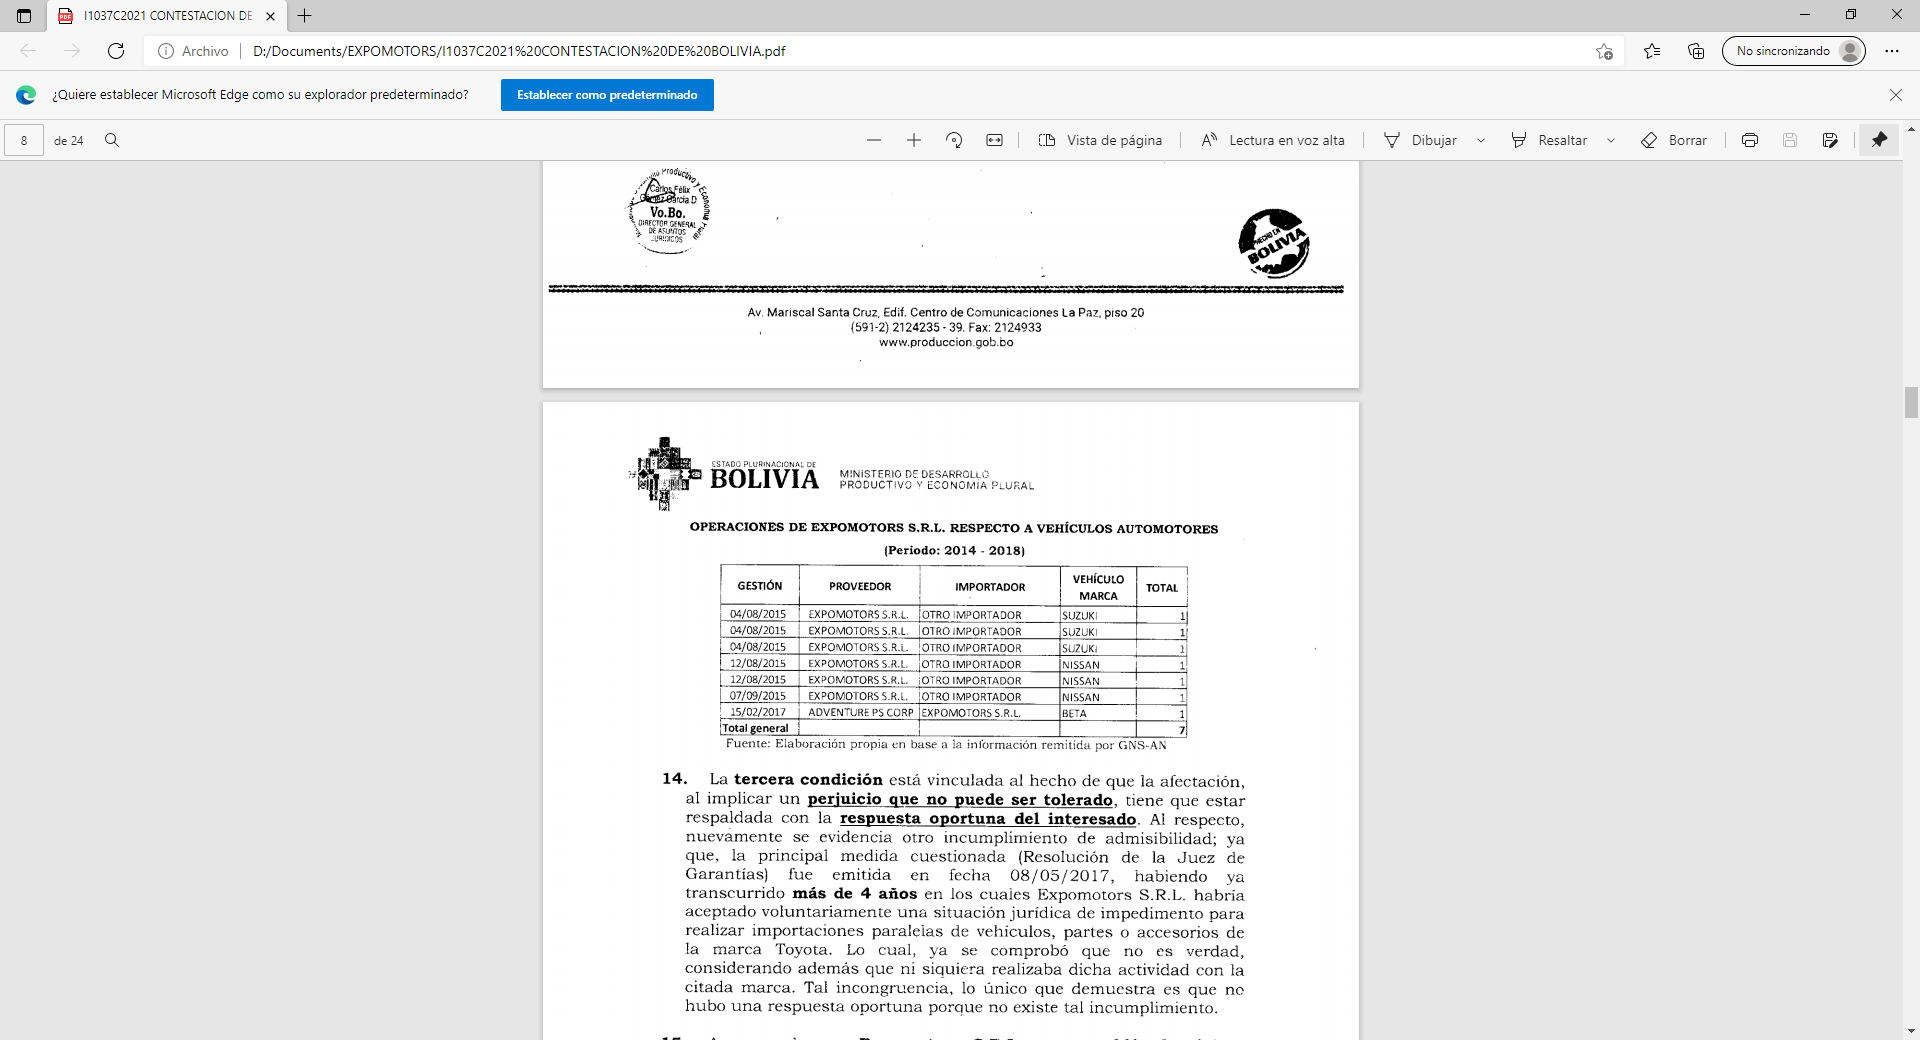 I1037C2021 CONTESTACION DE
Archivo
D:/Documents/EXPOMOTORS/I1037C2021%20CONTESTACION%20DE%20BOLIVIA.pdf
No sincronizando
¿Quiere establecer Microsoft Edge como su explorador predeterminado?
Establecer como predeterminado
8 de 24
Vista de página
Lectura en voz alta
Dibujar
Resaltar
Borrar
Productivo y Economía Plural
Carlos Félix
Gómez García D.
Vo.Bo.
DIRECTOR GENERAL
DE ASUNTOS
JURÍDICOS
HECHO EN
BOLIVIA
Av. Mariscal Santa Cruz, Edif. Centro de Comunicaciones La Paz, piso 20
(591-2) 2124235 - 39. Fax: 2124933
www.produccion.gob.bo
ESTADO PLURINACIONAL DE
BOLIVIA
MINISTERIO DE DESARROLLO
PRODUCTIVO Y ECONOMÍA PLURAL
OPERACIONES DE EXPOMOTORS S.R.L. RESPECTO A VEHÍCULOS AUTOMOTORES
(Periodo: 2014 - 2018)
GESTIÓN PROVEEDOR IMPORTADOR VEHÍCULO MARCA TOTAL
04/08/2015 EXPOMOTORS S.R.L. OTRO IMPORTADOR SUZUKI 1
04/08/2015 EXPOMOTORS S.R.L. OTRO IMPORTADOR SUZUKI 1
04/08/2015 EXPOMOTORS S.R.L. OTRO IMPORTADOR SUZUKI 1
12/08/2015 EXPOMOTORS S.R.L. OTRO IMPORTADOR NISSAN 1
12/08/2015 EXPOMOTORS S.R.L. OTRO IMPORTADOR NISSAN 1
07/09/2015 EXPOMOTORS S.R.L. OTRO IMPORTADOR NISSAN 1
15/02/2017 ADVENTURE PS CORP EXPOMOTORS S.R.L. BETA 1
Total general 7
Fuente: Elaboración propia en base a la información remitida por GNS-AN
14. La tercera condición está vinculada al hecho de que la afectación,
al implicar un perjuicio que no puede ser tolerado, tiene que estar
respaldada con la respuesta oportuna del interesado. Al respecto,
nuevamente se evidencia otro incumplimiento de admisibilidad; ya
que, la principal medida cuestionada (Resolución de la Juez de
Garantías) fue emitida en fecha 08/05/2017, habiendo ya
transcurrido más de 4 años en los cuales Expomotors S.R.L. habría
aceptado voluntariamente una situación jurídica de impedimento para
realizar importaciones paralelas de vehículos, partes o accesorios de
la marca Toyota. Lo cual, ya se comprobó que no es verdad,
considerando además que ni siquiera realizaba dicha actividad con la
citada marca. Tal incongruencia, lo único que demuestra es que no
hubo una respuesta oportuna porque no existe tal incumplimiento.